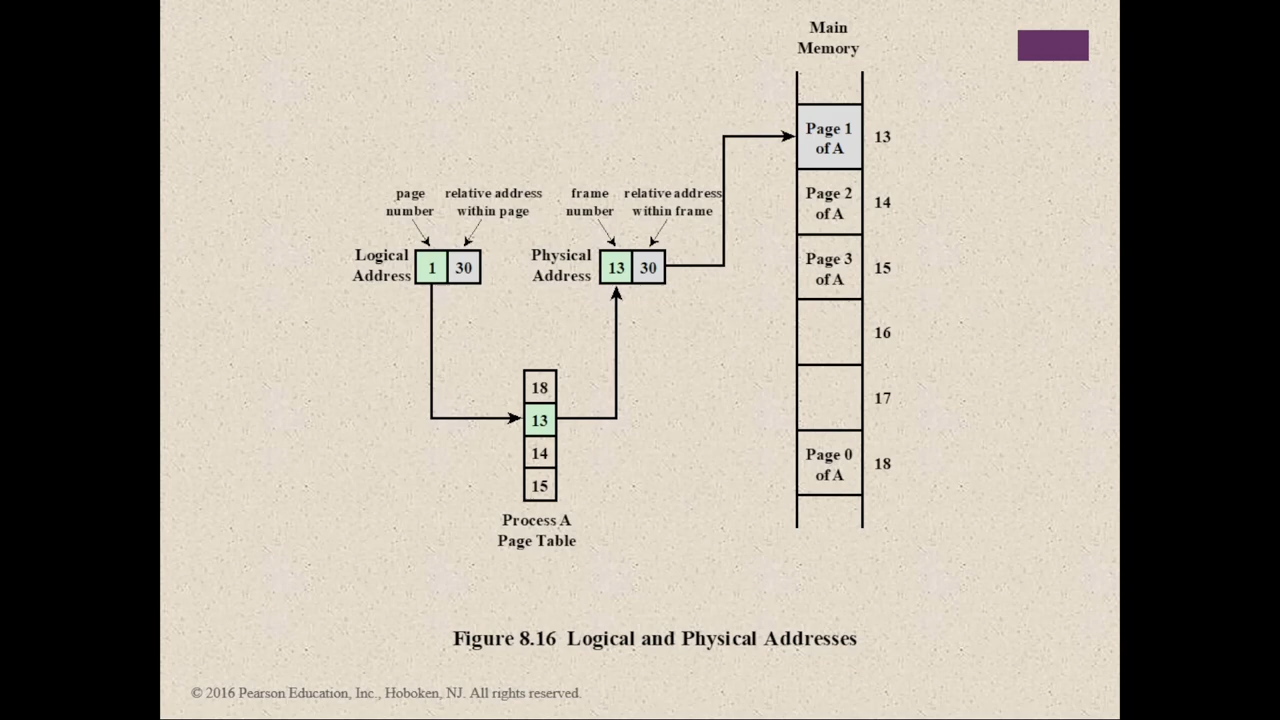 Main
Memory
Page 1
of A
13
page
number
relative address
within page
frame
number
relative address
within frame
Page 2
of A
14
Logical
Address
1
30
Physical
Address
13
30
Page 3
of A
15
16
17
18
13
14
15
Page 0
of A
18
Process A
Page Table
Figure 8.16 Logical and Physical Addresses
© 2016 Pearson Education, Inc., Hoboken, NJ. All rights reserved.